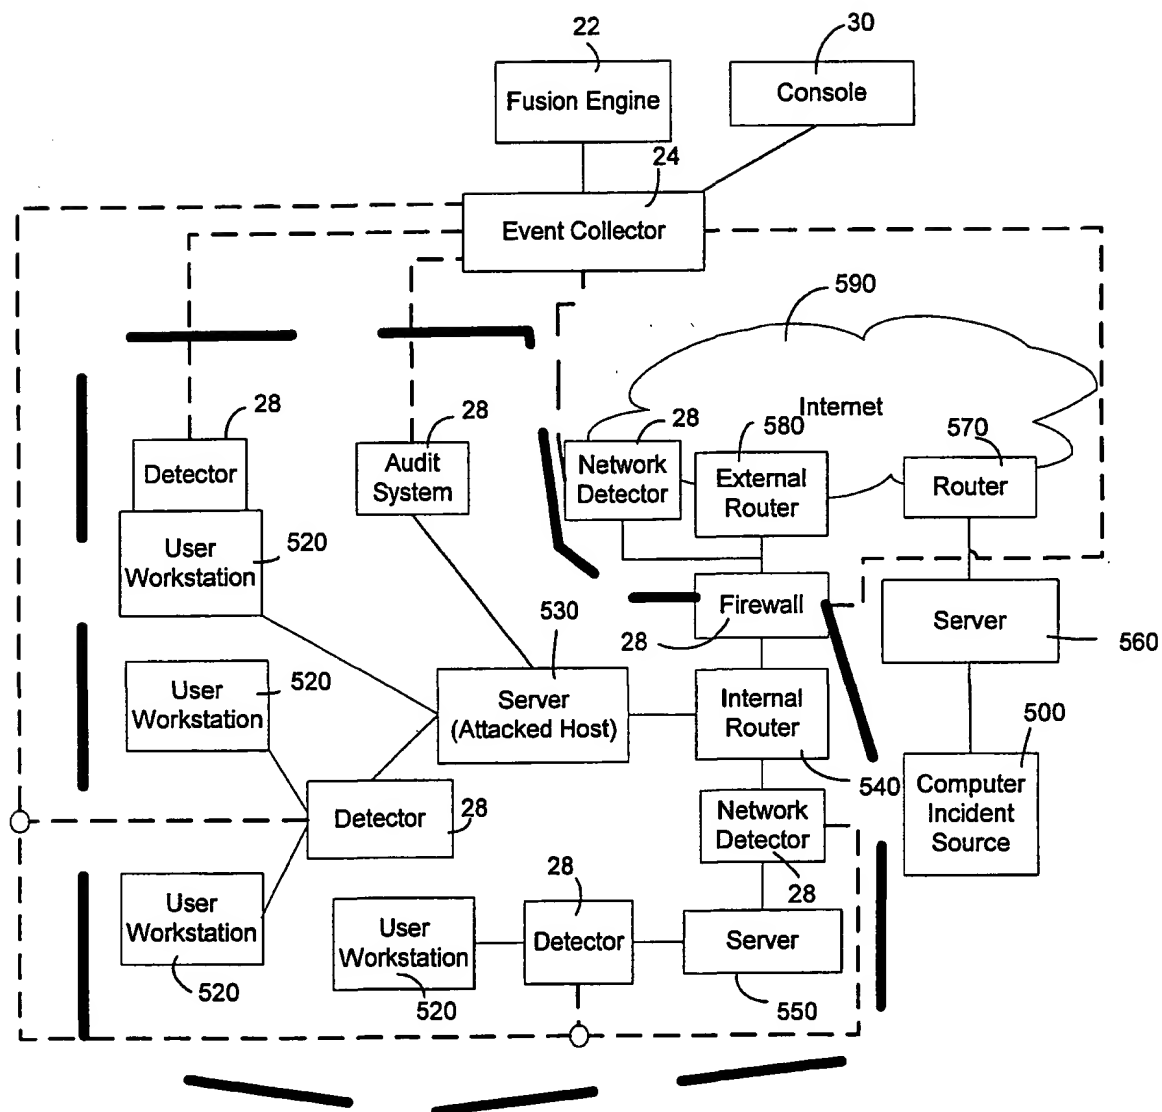 22
30
Fusion Engine
Console
24
Event Collector
590
Internet
28
28
28
580
570
Detector
Audit
System
Network
Detector
External
Router
Router
User
Workstation
520
530
Firewall
28
Server
560
User
Workstation
520
Server
(Attacked Host)
Internal
Router
540
500
Computer
Incident
Source
Detector
28
Network
Detector
28
User
Workstation
520
28
User
Workstation
520
Detector
Server
550